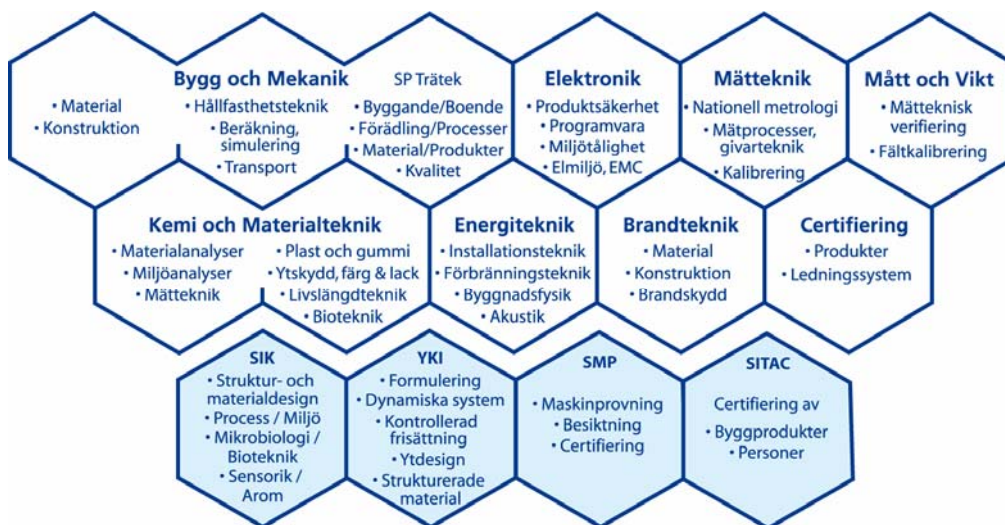 • Material
• Konstruktion
Bygg och Mekanik
• Hållfasthetsteknik
• Beräkning,
simulering
• Transport
SP Trätek
• Byggande/Boende
• Förädling/Processer
• Material/Produkter
• Kvalitet
Elektronik
• Produktsäkerhet
• Programvara
• Miljötålighet
• Elmiljö, EMC
Mätteknik
• Nationell metrologi
• Mätprocesser,
givarteknik
• Kalibrering
Mått och Vikt
• Mätteknisk
verifiering
• Fältkalibrering
Kemi och Materialteknik
• Materialanalyser
• Miljöanalyser
• Mätteknik
• Plast och gummi
• Ytskydd, färg & lack
• Livslängdteknik
• Bioteknik
Energiteknik
• Installationsteknik
• Förbränningsteknik
• Byggnadsfysik
• Akustik
Brandteknik
• Material
• Konstruktion
• Brandskydd
Certifiering
• Produkter
• Ledningssystem
SIK
• Struktur- och
materialdesign
• Process / Miljö
• Mikrobiologi /
Bioteknik
• Sensorik /
Arom
YKI
• Formulering
• Dynamiska system
• Kontrollerad
frisättning
• Ytdesign
• Strukturerade
material
SMP
• Maskinprovning
• Besiktning
• Certifiering
SITAC
Certifiering av
• Byggprodukter
• Personer